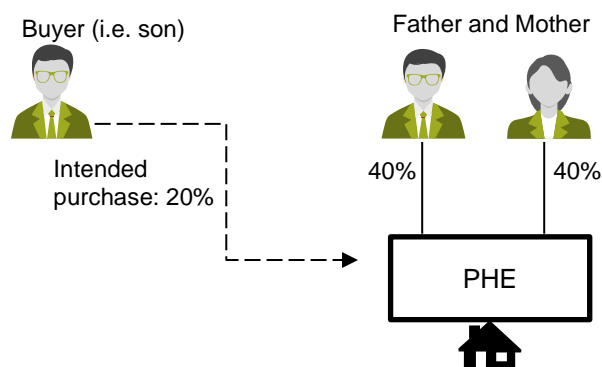 Buyer (i.e. son)
Father and Mother
Intended
purchase: 20%
40%
40%
PHE